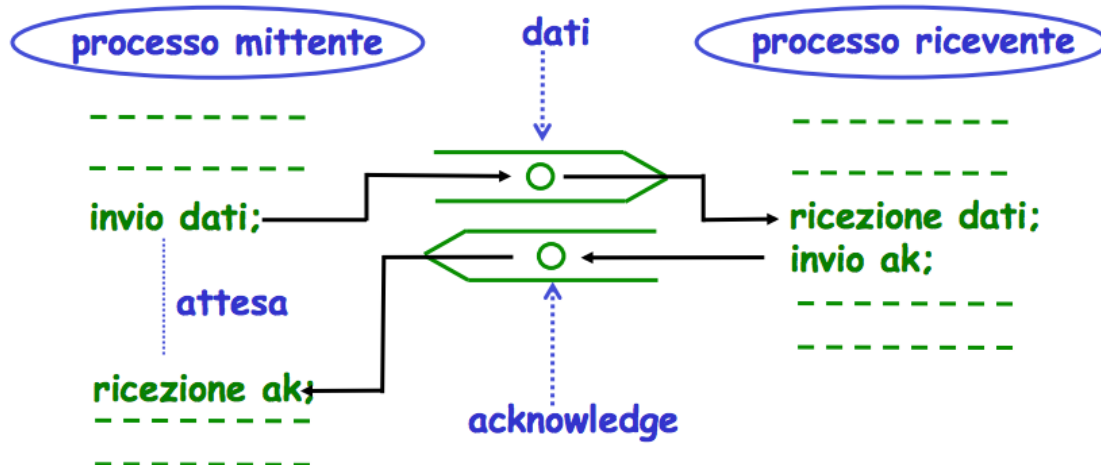 processo mittente
dati
processo ricevente
invio dati;
ricezione dati;
invio ak;
attesa
ricezione ak;
acknowledge